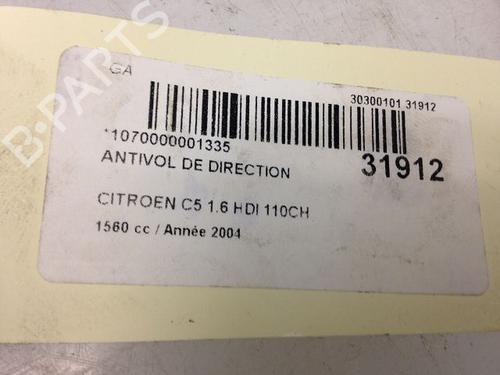 GA
30300101 31912
*1070000001335
31912
ANTIVOL DE DIRECTION
CITROEN C5 1.6 HDI 110CH
1560 cc / Année 2004
B-PARTS